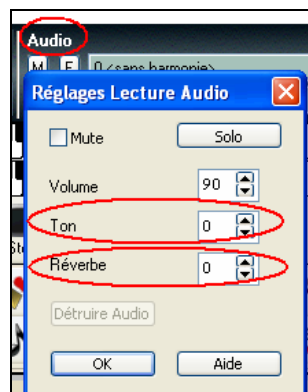 Audio
M F 0 <sans harmonie>
Réglages Lecture Audio
Mute Solo
Volume 90
Ton 0
Réverbe 0
Détruire Audio
OK Aide